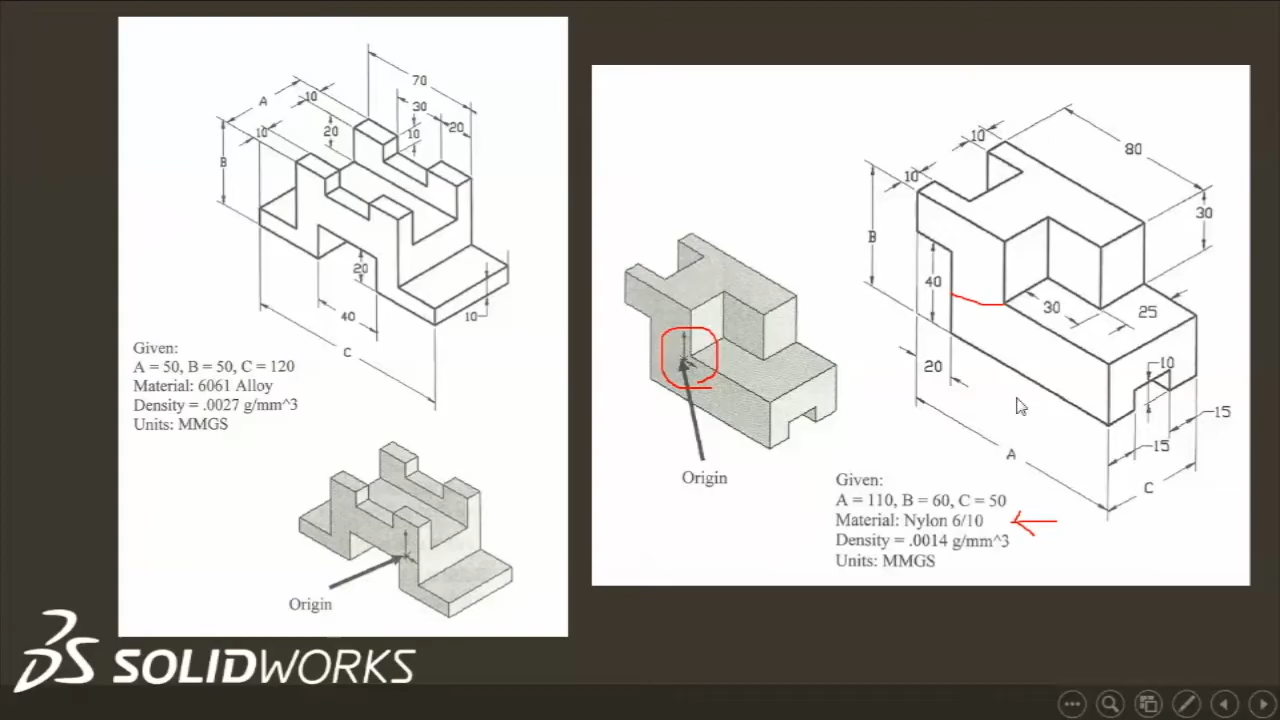 70
A
10
30
10
20
10
20
B
20
40
10
C
Given:
A = 50, B = 50, C = 120
Material: 6061 Alloy
Density = .0027 g/mm^3
Units: MMGS
Origin
10
80
10
30
B
40
30
25
20
10
15
15
A
C
Origin
Given:
A = 110, B = 60, C = 50
Material: Nylon 6/10
Density = .0014 g/mm^3
Units: MMGS
SOLIDWORKS